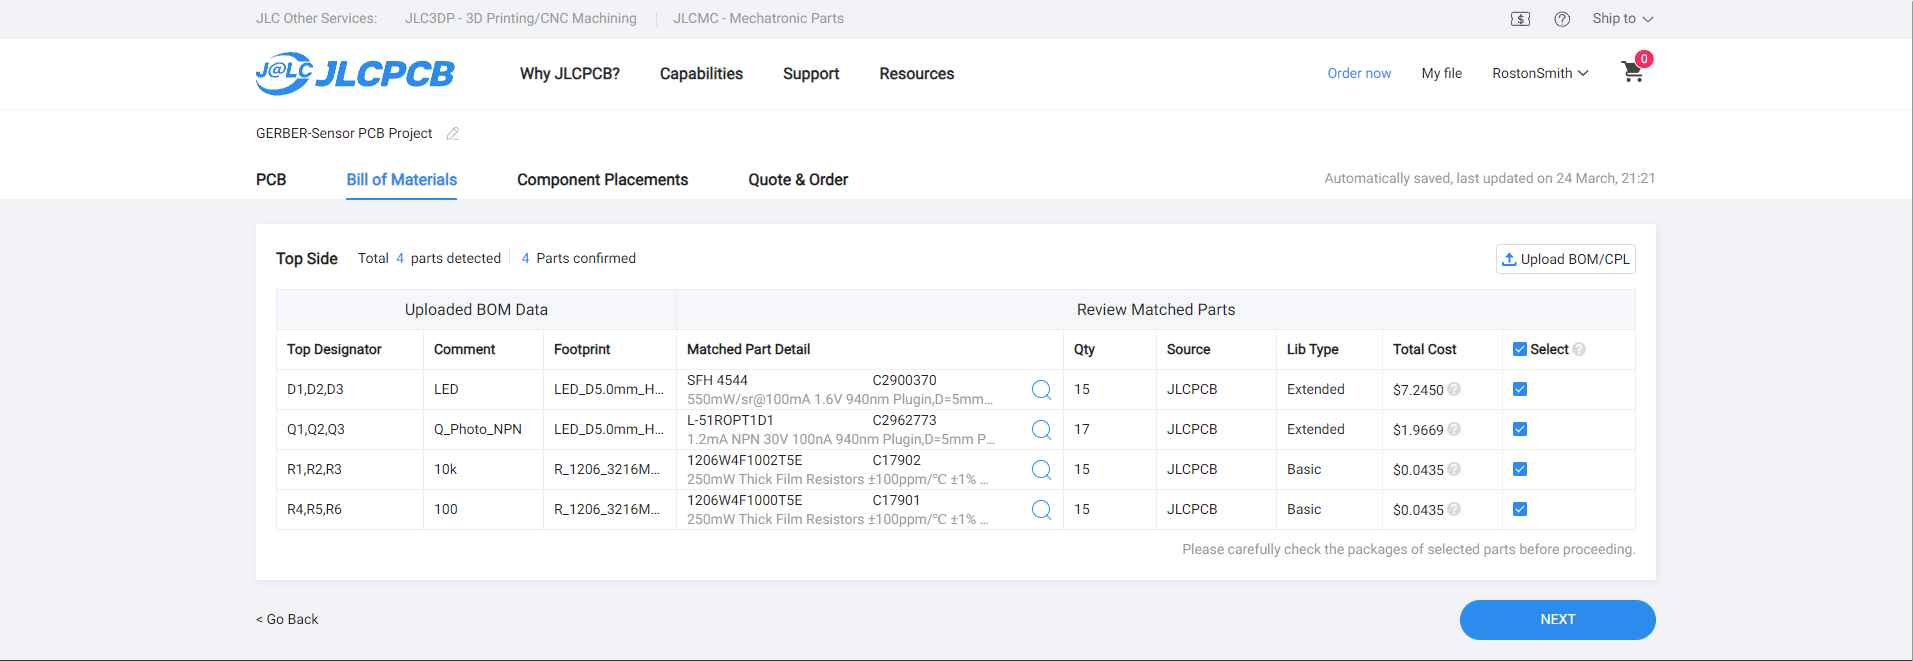 JLC Other Services: JLC3DP - 3D Printing/CNC Machining JLCMC - Mechatronic Parts $ ? Ship to
J@LC JLCPCB Why JLCPCB? Capabilities Support Resources Order now My file RostonSmith 0
GERBER-Sensor PCB Project
PCB Bill of Materials Component Placements Quote & Order Automatically saved, last updated on 24 March, 21:21
Top Side Total 4 parts detected 4 Parts confirmed Upload BOM/CPL
Uploaded BOM Data Review Matched Parts
Top Designator Comment Footprint Matched Part Detail Qty Source Lib Type Total Cost Select ?
D1,D2,D3 LED LED_D5.0mm_H... SFH 4544 C2900370 15 JLCPCB Extended $7.2450 ?
550mW/sr@100mA 1.6V 940nm Plugin,D=5mm...
Q1,Q2,Q3 Q_Photo_NPN LED_D5.0mm_H... L-51ROPT1D1 C2962773 17 JLCPCB Extended $1.9669 ?
1.2mA NPN 30V 100nA 940nm Plugin,D=5mm P...
R1,R2,R3 10k R_1206_3216M... 1206W4F1002T5E C17902 15 JLCPCB Basic $0.0435 ?
250mW Thick Film Resistors ±100ppm/℃ ±1% ...
R4,R5,R6 100 R_1206_3216M... 1206W4F1000T5E C17901 15 JLCPCB Basic $0.0435 ?
250mW Thick Film Resistors ±100ppm/℃ ±1% ...
Please carefully check the packages of selected parts before proceeding.
< Go Back NEXT